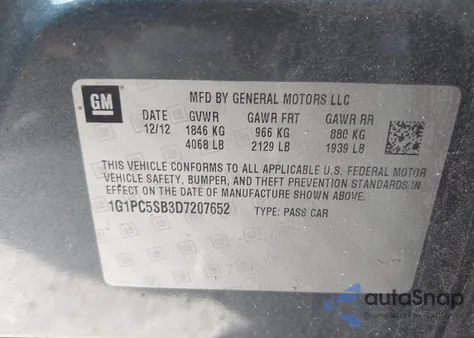 GM
MFD BY GENERAL MOTORS LLC
DATE GVWR GAWR FRT GAWR RR
12/12 1846 KG 966 KG 880 KG
4068 LB 2129 LB 1939 LB
THIS VEHICLE CONFORMS TO ALL APPLICABLE U.S. FEDERAL MOTOR
VEHICLE SAFETY, BUMPER, AND THEFT PREVENTION STANDARDS IN
EFFECT ON THE DATE OF MANUFACTURE SHOWN ABOVE.
1G1PC5SB3D7207652 TYPE: PASS CAR
autoSnap